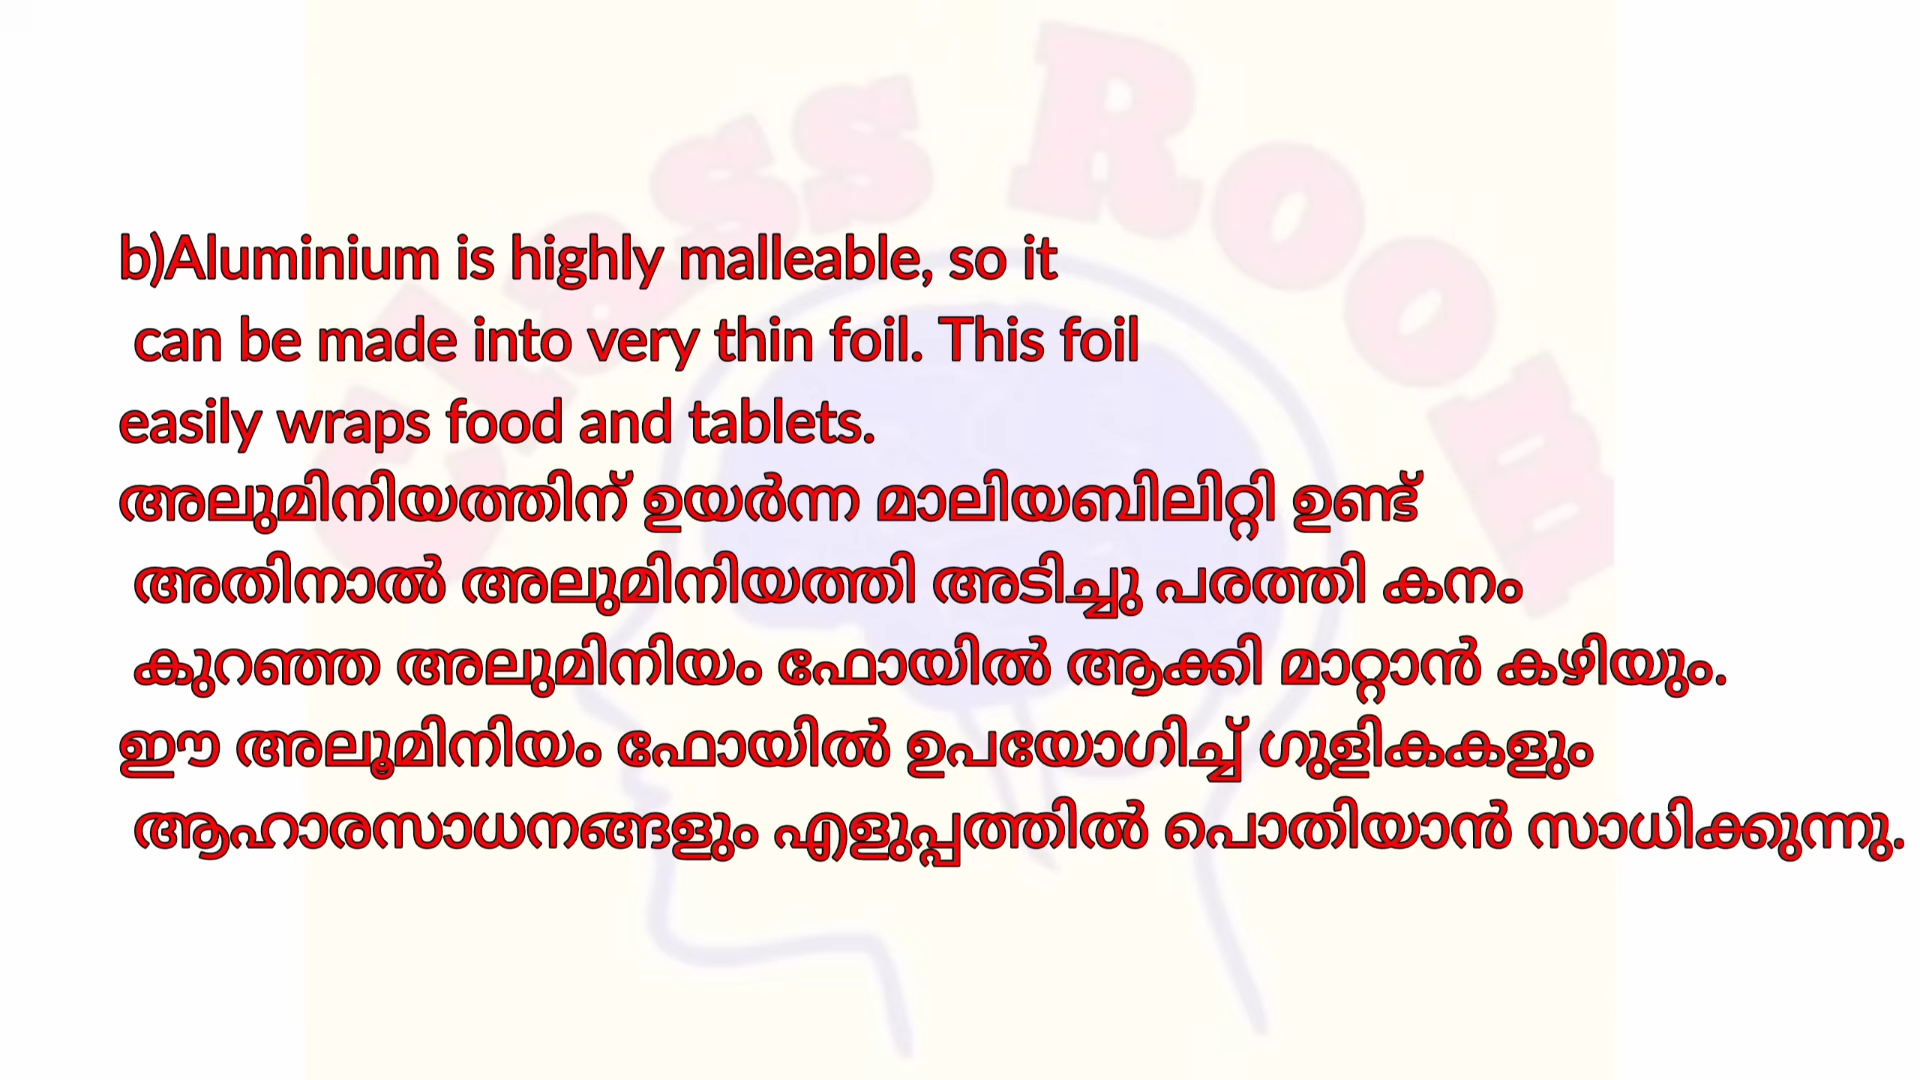 Class Room
b)Aluminium is highly malleable, so it
can be made into very thin foil. This foil
easily wraps food and tablets.
അലുമിനിയത്തിന് ഉയർന്ന മാലിയബിലിറ്റി ഉണ്ട്
അതിനാൽ അലുമിനിയത്തി അടിച്ചു പരത്തി കനം
കുറഞ്ഞ അലുമിനിയം ഫോയിൽ ആക്കി മാറ്റാൻ കഴിയും.
ഈ അലൂമിനിയം ഫോയിൽ ഉപയോഗിച്ച് ഗുളികകളും
ആഹാരസാധനങ്ങളും എളുപ്പത്തിൽ പൊതിയാൻ സാധിക്കുന്നു.